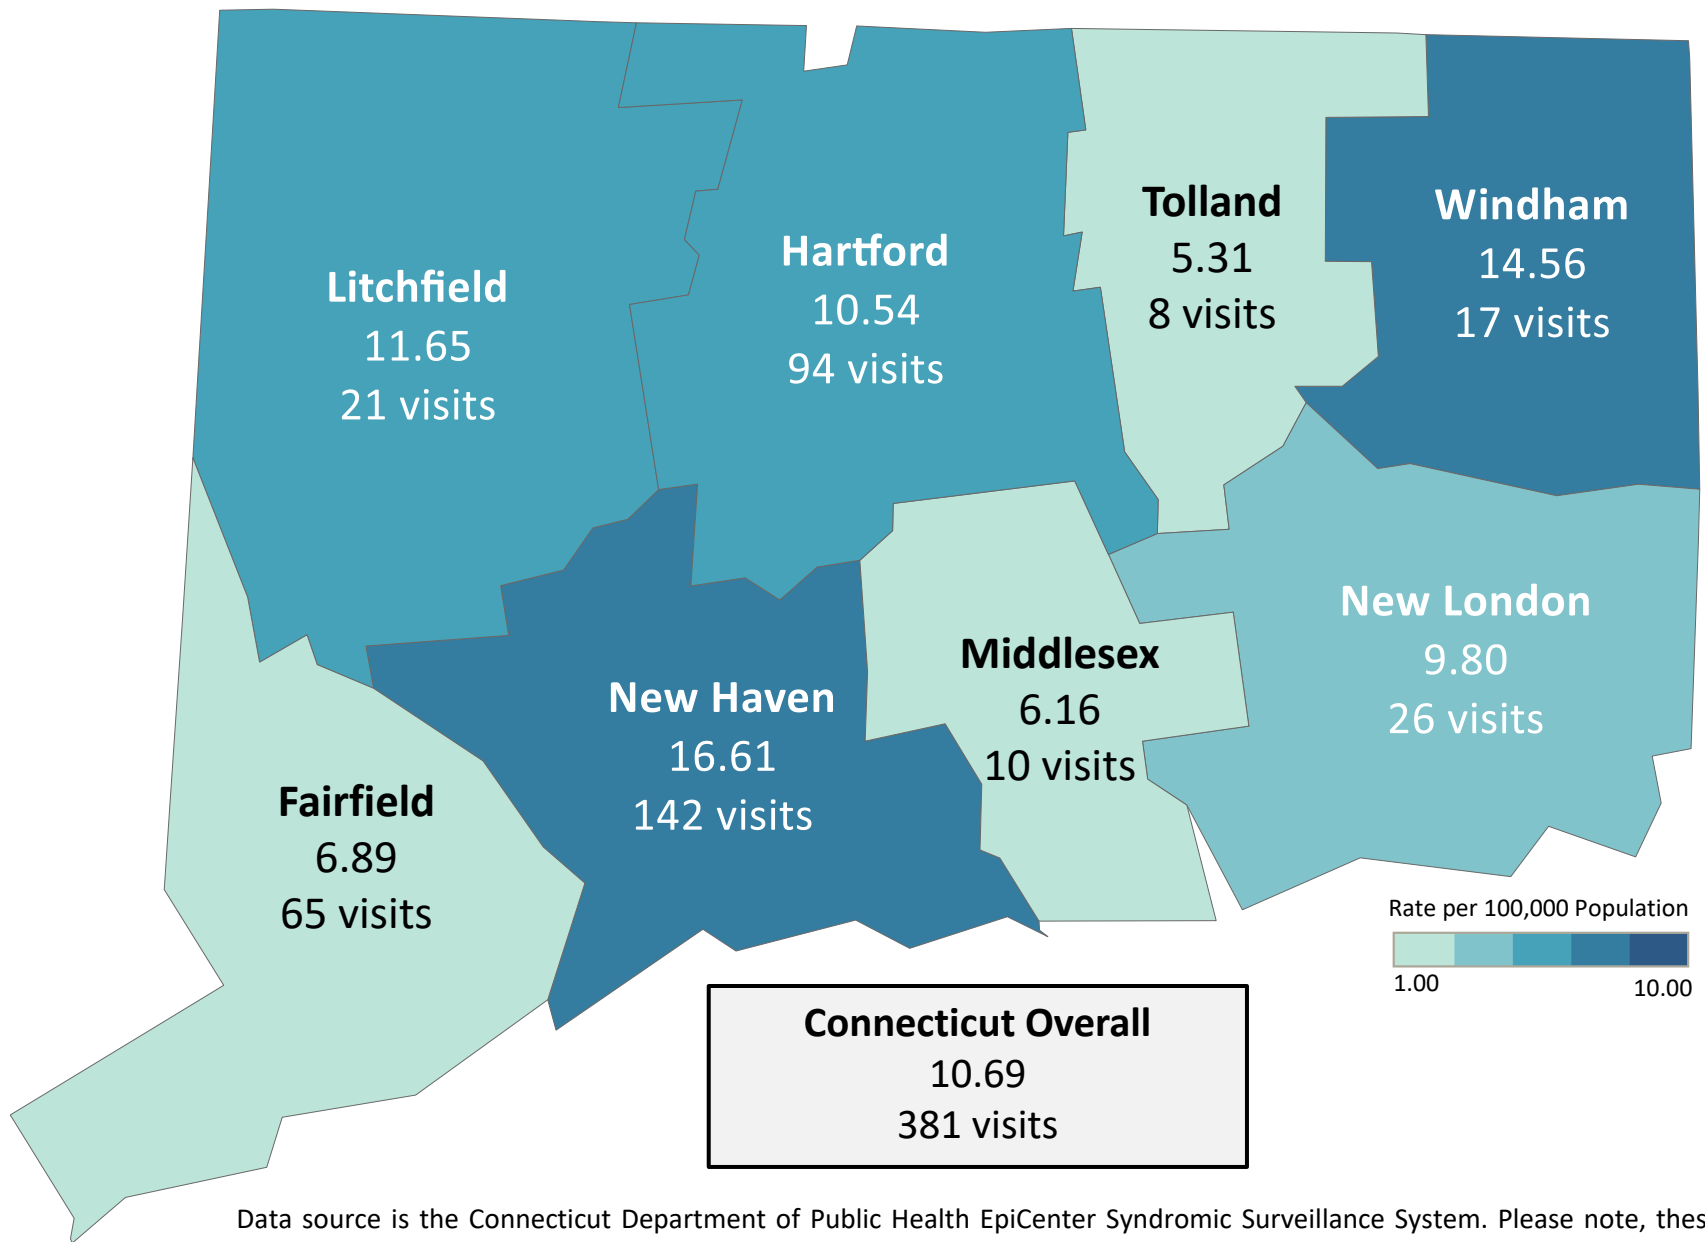 Litchfield
11.65
21 visits
Hartford
10.54
94 visits
Tolland
5.31
8 visits
Windham
14.56
17 visits
Fairfield
6.89
65 visits
New Haven
16.61
142 visits
Middlesex
6.16
10 visits
New London
9.80
26 visits
Rate per 100,000 Population
1.00
10.00
Connecticut Overall
10.69
381 visits
Data source is the Connecticut Department of Public Health EpiCenter Syndromic Surveillance System. Please note, thes